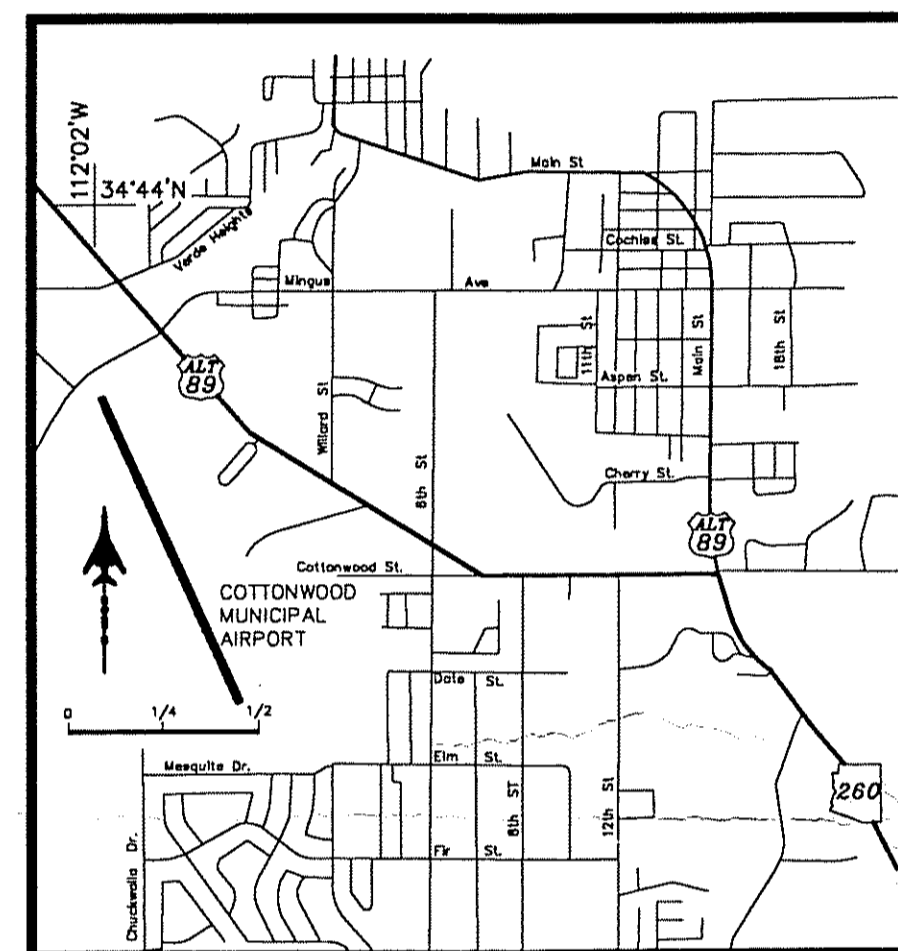 112°02'W
34°44'N
Main St
Verde Heights
Cochise St.
Mingus Ave
11th St
Main St
18th St
ALT
89
Aspen St.
Willard St
6th St
Cherry St.
ALT
89
Cottonwood St.
COTTONWOOD
MUNICIPAL
AIRPORT
Date St.
0 1/4 1/2
Elm St.
Mesquite Dr.
8th ST
12th St
260
Chuckwalla Dr.
Fir St.